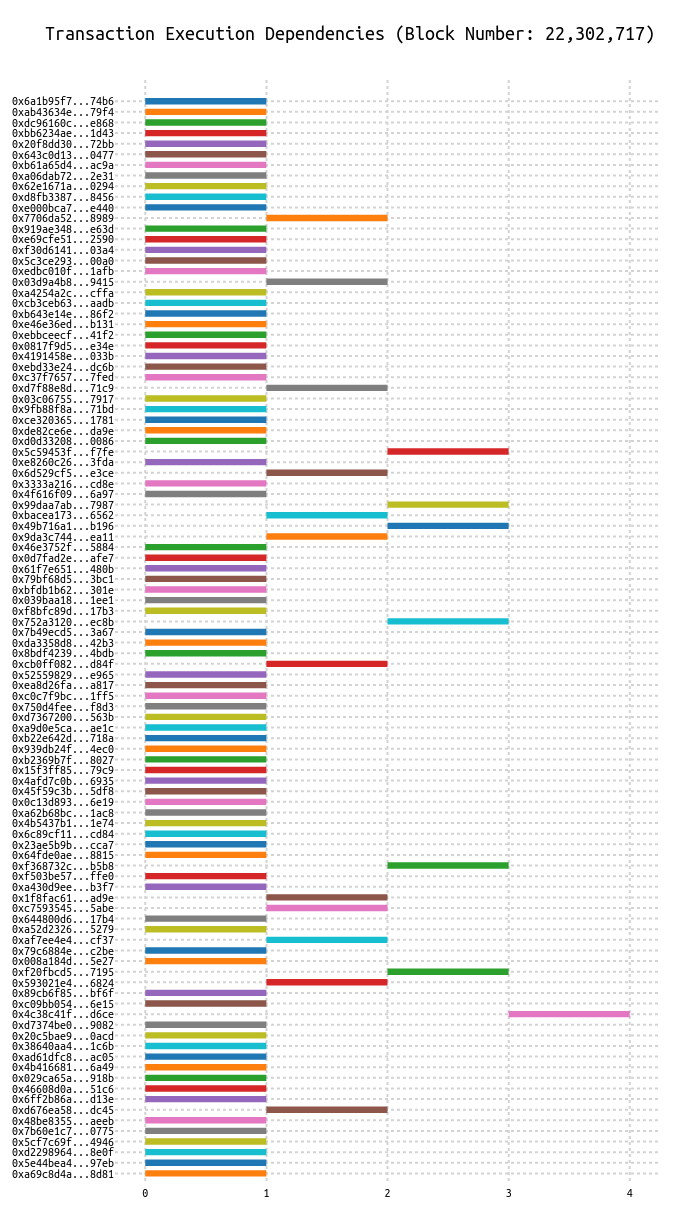 Transaction Execution Dependencies (Block Number: 22,302,717)
0x6a1b95f7...74b6
0xab43634e...79f4
0xdc96160c...e868
0xbb6234ae...1d43
0x20f8dd30...72bb
0x643c0d13...0477
0xb61a65d4...ac9a
0xa06dab72...2e31
0x62e1671a...0294
0xd8fb3387...8456
0xe000bca7...e440
0x7706da52...8989
0x919ae348...e63d
0xe69cfe51...2590
0xf30d6141...03a4
0x5c3ce293...00a0
0xedbc010f...1afb
0x03d9a4b8...9415
0xa4254a2c...cffa
0xcb3ceb63...aadb
0xb643e14e...86f2
0xe46e36ed...b131
0xebbceecf...41f2
0x0817f9d5...e34e
0x4191458e...033b
0xebd33e24...dc6b
0xc37f7657...7fed
0xd7f88e8d...71c9
0x03c06755...7917
0x9fb88f8a...71bd
0xce320365...1781
0xde82ce6e...da9e
0xd0d33208...0086
0x5c59453f...f7fe
0xe8260c26...3fda
0x6d529cf5...e3ce
0x3333a216...cd8e
0x4f616f09...6a97
0x99daa7ab...7987
0xbacea173...6562
0x49b716a1...b196
0x9da3c744...ea11
0x46e3752f...5884
0x0d7fad2e...afe7
0x61f7e651...480b
0x79bf68d5...3bc1
0xbfdb1b62...301e
0x039baa18...1ee1
0xf8bfc89d...17b3
0x752a3120...ec8b
0x7b49ecd5...3a67
0xda3358d8...42b3
0x8bdf4239...4bdb
0xcb0ff082...d84f
0x52559829...e965
0xea8d26fa...a817
0xc0c7f9bc...1ff5
0x750d4fee...f8d3
0xd7367200...563b
0xa9d0e5ca...ae1c
0xb22e642d...718a
0x939db24f...4ec0
0xb2369b7f...8027
0x15f3ff85...79c9
0x4afd7c0b...6935
0x45f59c3b...5df8
0x0c13d893...6e19
0xa62b68bc...1ac8
0x4b5437b1...1e74
0x6c89cf11...cd84
0x23ae5b9b...cca7
0x64fde0ae...8815
0xf368732c...b5b8
0xf503be57...ffe0
0xa430d9ee...b3f7
0x1f8fac61...ad9e
0xc7593545...5abe
0x644800d6...17b4
0xa52d2326...5279
0xaf7ee4e4...cf37
0x79c6884e...c2be
0x008a184d...5e27
0xf20fbcd5...7195
0x593021e4...6824
0x89cb6f85...bf6f
0xc09bb054...6e15
0x4c38c41f...d6ce
0xd7374be0...9082
0x20c5bae9...0acd
0x38640aa4...1c6b
0xad61dfc8...ac05
0x4b416681...6a49
0x029ca65a...918b
0x46608d0a...51c6
0x6ff2b86a...d13e
0xd676ea58...dc45
0x48be8355...aeeb
0x7b60e1c7...0775
0x5cf7c69f...4946
0xd2298964...8e0f
0x5e44bea4...97eb
0xa69c8d4a...8d81
0 1 2 3 4